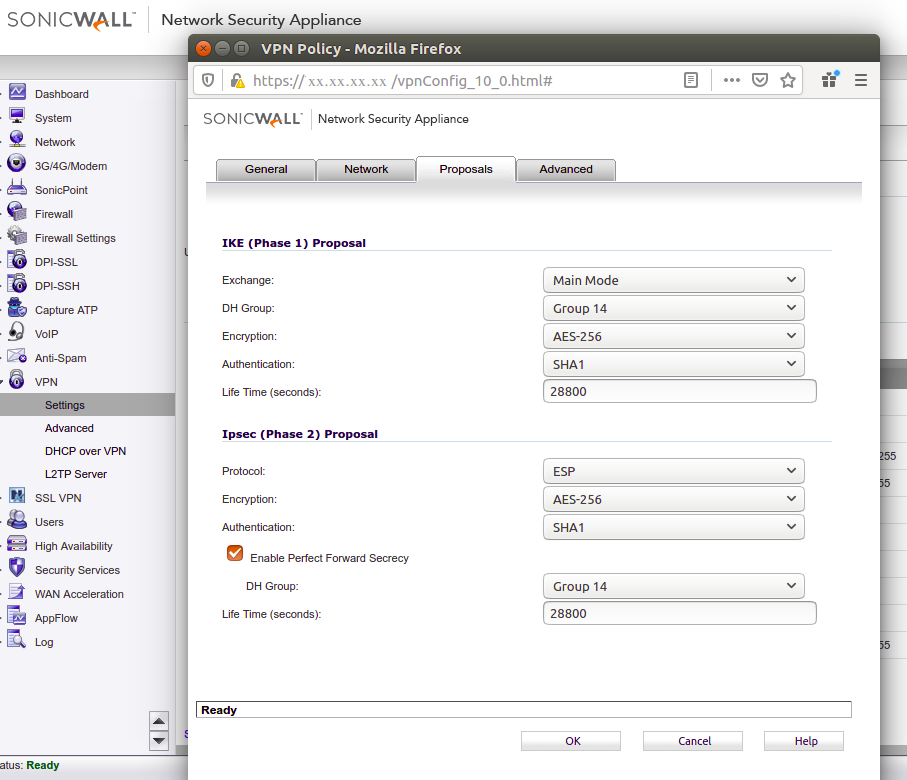 SONICWALL™ Network Security Appliance
VPN Policy - Mozilla Firefox
https:// xx.xx.xx.xx /vpnConfig_10_0.html#
SONICWALL™ Network Security Appliance
General Network Proposals Advanced
IKE (Phase 1) Proposal
Exchange: Main Mode
DH Group: Group 14
Encryption: AES-256
Authentication: SHA1
Life Time (seconds): 28800
Ipsec (Phase 2) Proposal
Protocol: ESP
Encryption: AES-256
Authentication: SHA1
Enable Perfect Forward Secrecy
DH Group: Group 14
Life Time (seconds): 28800
Ready
OK Cancel Help
Dashboard
System
Network
3G/4G/Modem
SonicPoint
Firewall
Firewall Settings
DPI-SSL
DPI-SSH
Capture ATP
VoIP
Anti-Spam
VPN
Settings
Advanced
DHCP over VPN
L2TP Server
SSL VPN
Users
High Availability
Security Services
WAN Acceleration
AppFlow
Log
atus: Ready
255
55
55